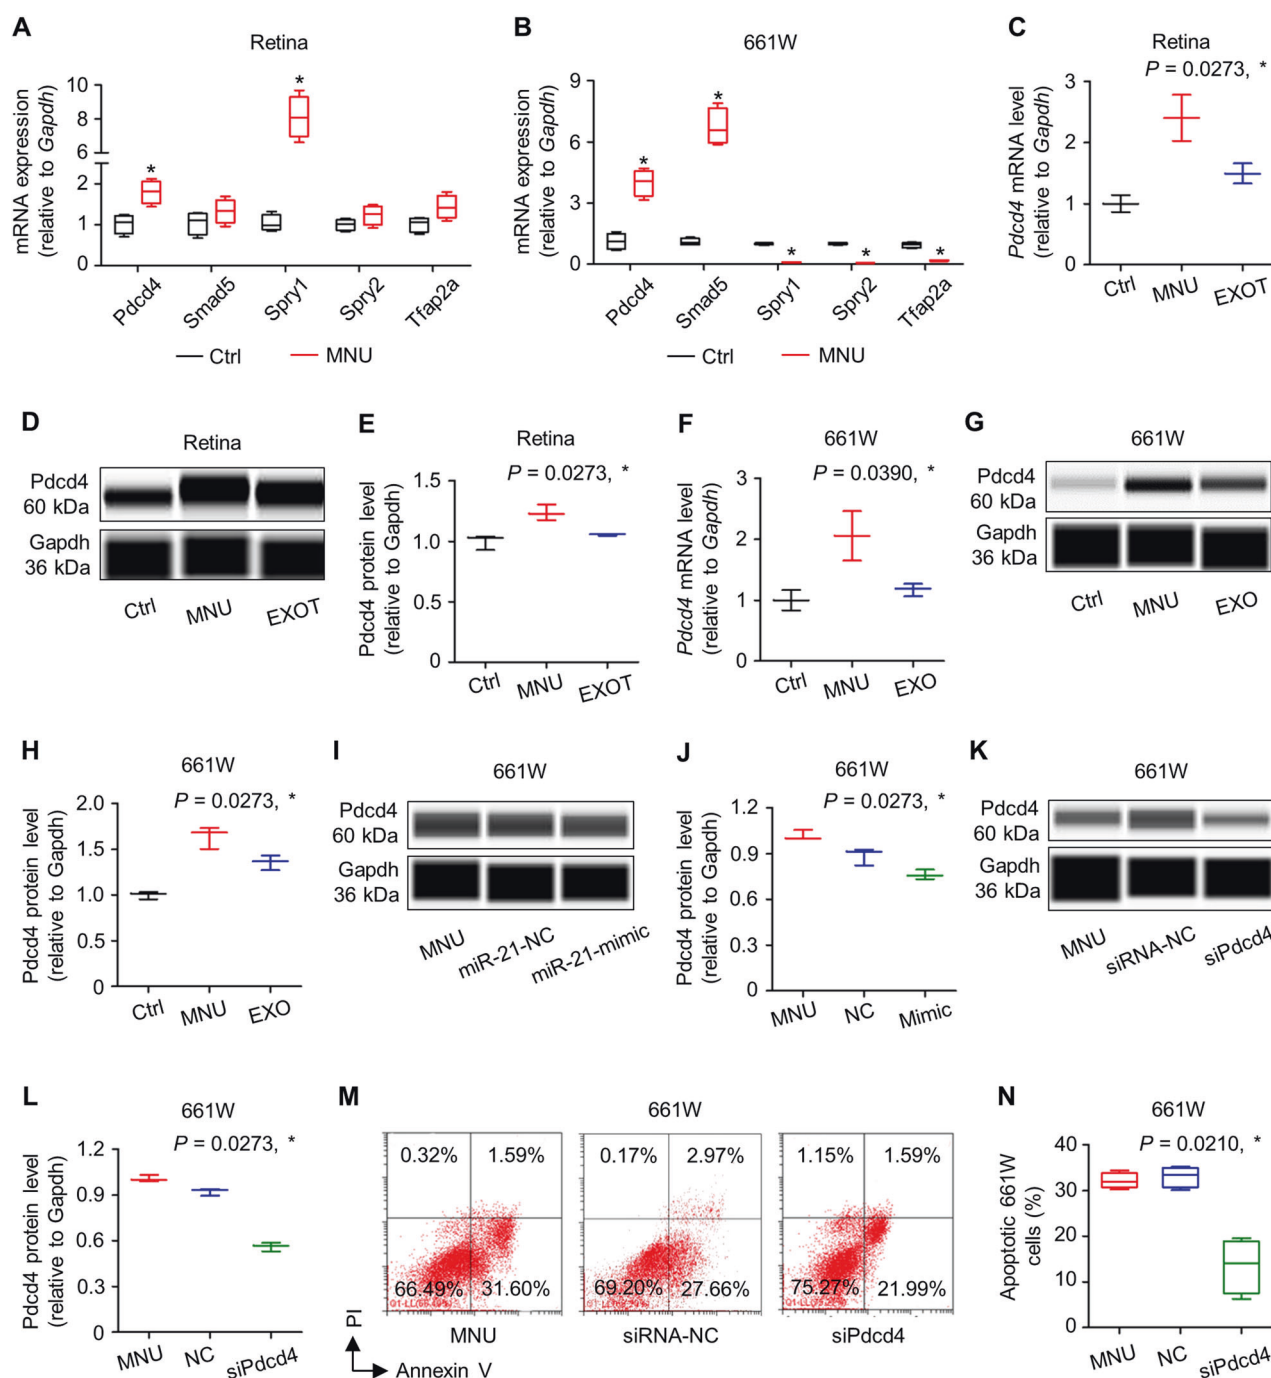 A
Retina
mRNA expression
(relative to Gapdh)
10
8
6
2
1
0
*
*
Pdcd4
Smad5
Spry1
Spry2
Tfap2a
Ctrl
MNU
B
661W
mRNA expression
(relative to Gapdh)
9
6
3
0
*
*
*
*
*
Pdcd4
Smad5
Spry1
Spry2
Tfap2a
Ctrl
MNU
C
Retina
P = 0.0273, *
Pdcd4 mRNA level
(relative to Gapdh)
3
2
1
0
Ctrl
MNU
EXOT
D
Retina
Pdcd4
60 kDa
Gapdh
36 kDa
Ctrl
MNU
EXOT
E
Retina
P = 0.0273, *
Pdcd4 protein level
(relative to Gapdh)
1.5
1.0
0.5
0
Ctrl
MNU
EXOT
F
661W
P = 0.0390, *
Pdcd4 mRNA level
(relative to Gapdh)
3
2
1
0
Ctrl
MNU
EXO
G
661W
Pdcd4
60 kDa
Gapdh
36 kDa
Ctrl
MNU
EXO
H
661W
P = 0.0273, *
Pdcd4 protein level
(relative to Gapdh)
2.0
1.5
1.0
0.5
0
Ctrl
MNU
EXO
I
661W
Pdcd4
60 kDa
Gapdh
36 kDa
MNU
miR-21-NC
miR-21-mimic
J
661W
P = 0.0273, *
Pdcd4 protein level
(relative to Gapdh)
1.2
0.9
0.6
0.3
0
MNU
NC
Mimic
K
661W
Pdcd4
60 kDa
Gapdh
36 kDa
MNU
siRNA-NC
siPdcd4
L
661W
P = 0.0273, *
Pdcd4 protein level
(relative to Gapdh)
1.2
0.9
0.6
0.3
0
MNU
NC
siPdcd4
M
661W
0.32% 1.59%
66.49% 31.60%
MNU
0.17% 2.97%
69.20% 27.66%
siRNA-NC
1.15% 1.59%
75.27% 21.99%
siPdcd4
PI
Annexin V
N
661W
P = 0.0210, *
Apoptotic 661W
cells (%)
40
30
20
10
0
MNU
NC
siPdcd4